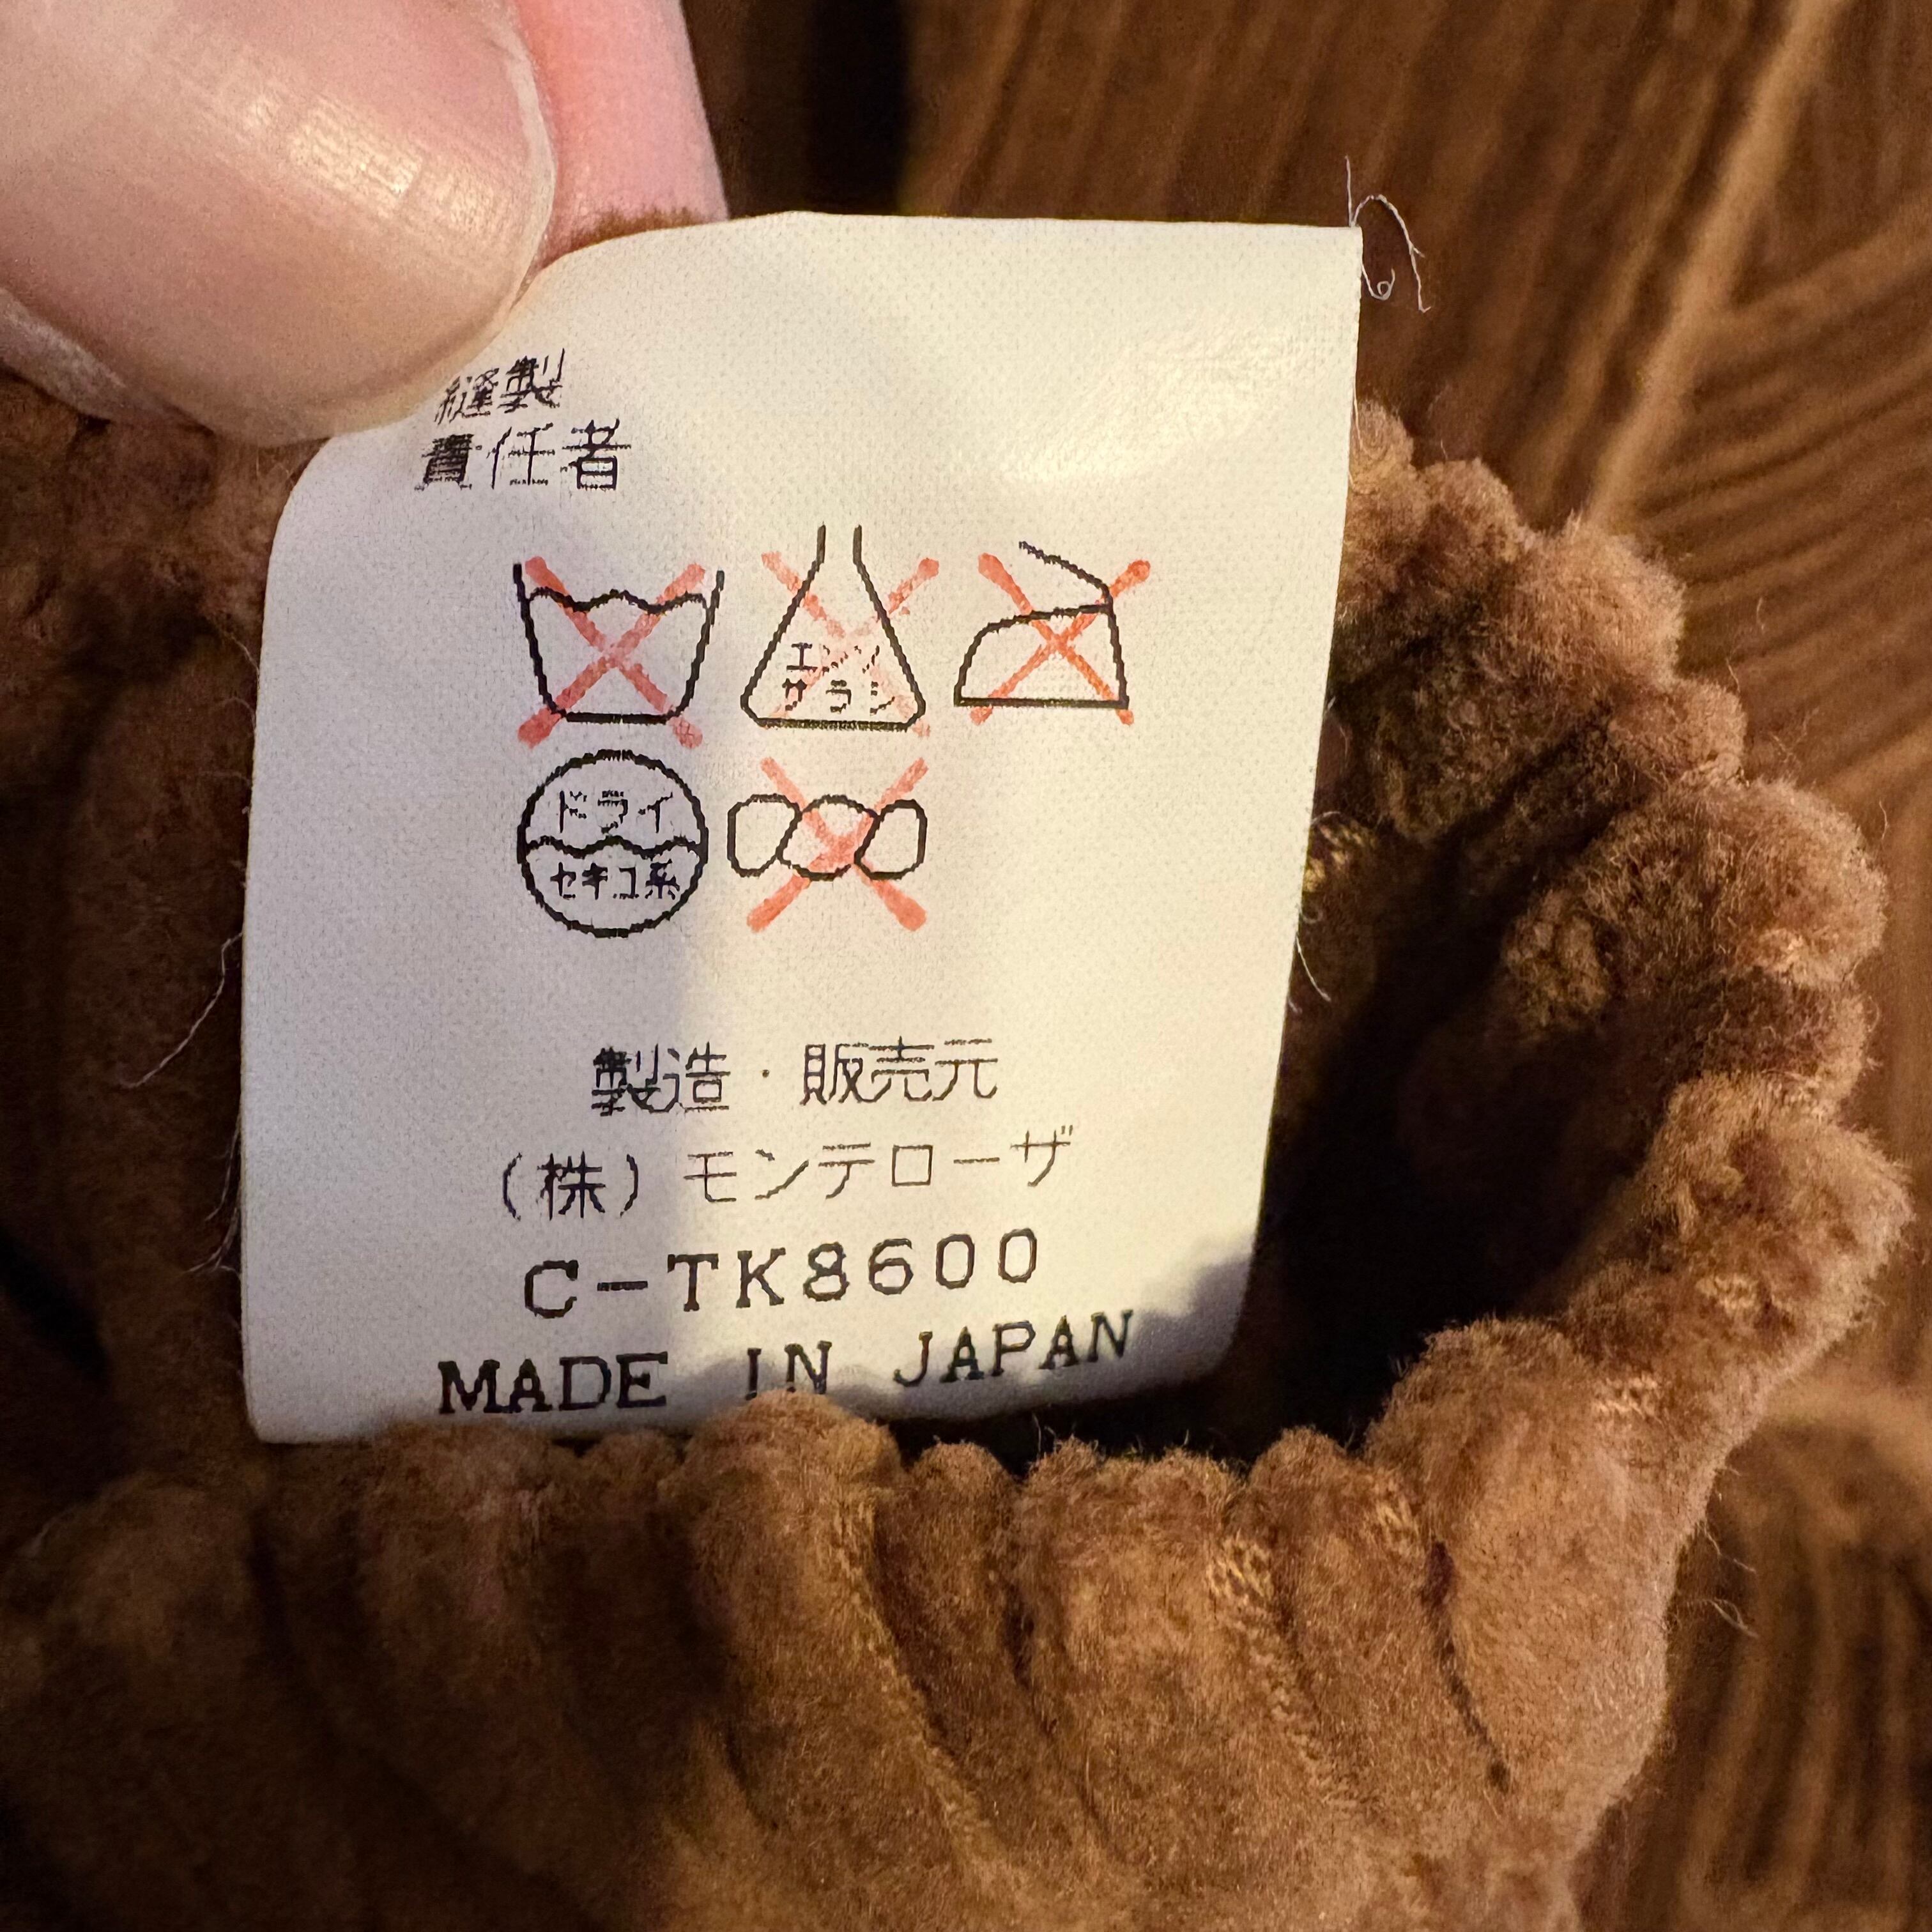 縫製
責任者
エンソ
サラシ
ドライ
セキユ系
製造・販売元
(株)モンテローザ
C-TK8600
MADE IN JAPAN